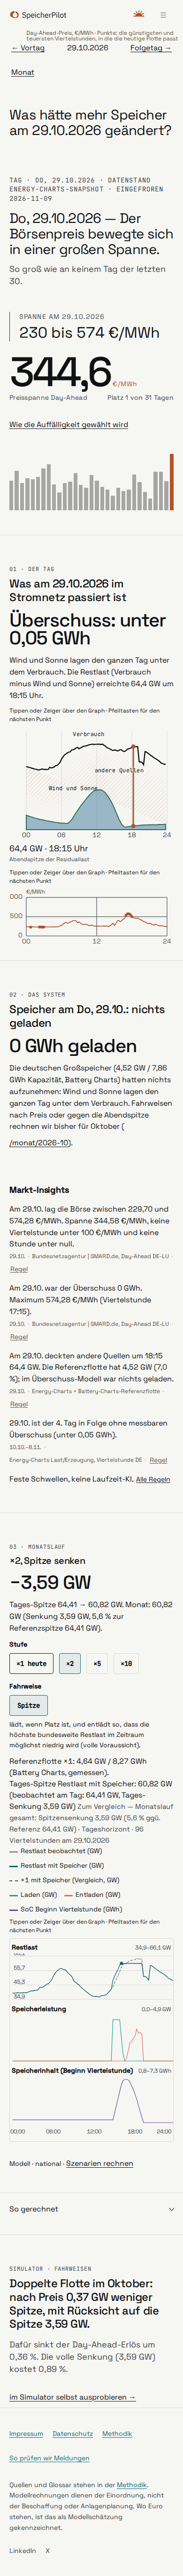 SpeicherPilot
Day-Ahead-Preis, €/MWh · Punkte: die günstigsten und
teuersten Viertelstunden, in die die heutige Flotte passt
← Vortag
29.10.2026
Folgetag →
Monat
Was hätte mehr Speicher
am 29.10.2026 geändert?
TAG · DO, 29.10.2026 · DATENSTAND
ENERGY-CHARTS-SNAPSHOT · EINGEFROREN
2026-11-09
Do, 29.10.2026 — Der
Börsenpreis bewegte sich
in einer großen Spanne.
So groß wie an keinem Tag der letzten
30.
SPANNE AM 29.10.2026
230 bis 574 €/MWh
344,6 €/MWh
Preisspanne Day-Ahead
Platz 1 von 31 Tagen
Wie die Auffälligkeit gewählt wird
01 · DER TAG
Was am 29.10.2026 im
Stromnetz passiert ist
Überschuss: unter
0,05 GWh
Wind und Sonne lagen den ganzen Tag unter
dem Verbrauch. Die Restlast (Verbrauch
minus Wind und Sonne) erreichte 64,4 GW um
18:15 Uhr.
Tippen oder Zeiger über den Graph · Pfeiltasten für den
nächsten Punkt
Verbrauch
andere Quellen
Wind und Sonne
00 06 12 18 24
64,4 GW · 18:15 Uhr
Abendspitze der Residuallast
Tippen oder Zeiger über den Graph · Pfeiltasten für den
nächsten Punkt
€/MWh
000
500
0
00 12 24
02 · DAS SYSTEM
Speicher am Do, 29.10.: nichts
geladen
0 GWh geladen
Die deutschen Großspeicher (4,52 GW / 7,86
GWh Kapazität, Battery Charts) hatten nichts
aufzunehmen: Wind und Sonne lagen den
ganzen Tag unter dem Verbrauch. Fahrweisen
nach Preis oder gegen die Abendspitze
rechnen wir bisher für Oktober (
/monat/2026-10).
Markt-Insights
Am 29.10. lag die Börse zwischen 229,70 und
574,28 €/MWh. Spanne 344,58 €/MWh, keine
Viertelstunde unter 100 €/MWh und keine
Stunde unter null.
29.10. · Bundesnetzagentur | SMARD.de, Day-Ahead DE-LU ·
Regel
Am 29.10. war der Überschuss 0 GWh.
Maximum 574,28 €/MWh (Viertelstunde
17:15).
29.10. · Bundesnetzagentur | SMARD.de, Day-Ahead DE-LU ·
Regel
Am 29.10. deckten andere Quellen um 18:15
64,4 GW. Die Referenzflotte hat 4,52 GW (7,0
%); im Überschuss-Modell war nichts geladen.
29.10. · Energy-Charts + Battery-Charts-Referenzflotte ·
Regel
29.10. ist der 4. Tag in Folge ohne messbaren
Überschuss (unter 0,05 GWh).
10.10.–8.11. ·
Energy-Charts Last/Erzeugung, Viertelstunde DE · Regel
Feste Schwellen, keine Laufzeit-KI. Alle Regeln
03 · MONATSLAUF
×2, Spitze senken
−3,59 GW
Tages-Spitze 64,41 → 60,82 GW. Monat: 60,82
GW (Senkung 3,59 GW, 5,6 % zur
Referenzspitze 64,41 GW).
Stufe
×1 heute ×2 ×5 ×10
Fahrweise
Spitze
lädt, wenn Platz ist, und entlädt so, dass die
höchste bundesweite Restlast im Zeitraum
möglichst niedrig wird (volle Voraussicht).
Referenzflotte ×1: 4,64 GW / 8,27 GWh
(Battery Charts, gemessen).
Tages-Spitze Restlast mit Speicher: 60,82 GW
(beobachtet am Tag: 64,41 GW, Tages-
Senkung 3,59 GW) Zum Vergleich — Monatslauf
gesamt: Spitzensenkung 3,59 GW (5,6 % ggü.
Referenz 64,41 GW) · Tageshorizont · 96
Viertelstunden am 29.10.2026
Restlast beobachtet (GW)
Restlast mit Speicher (GW)
×1 mit Speicher (Vergleich, GW)
Laden (GW) Entladen (GW)
SoC Beginn Viertelstunde (GWh)
Tippen oder Zeiger über den Graph · Pfeiltasten für den
nächsten Punkt
Restlast
34,9–66,1 GW
66,1
55,7
45,3
34,9
Speicherleistung
0,0–4,9 GW
Speicherinhalt (Beginn Viertelstunde)
0,8–7,3 GWh
00:00 06:00 12:00 18:00 24:00
Modell · national · Szenarien rechnen
So gerechnet
SIMULATOR · FAHRWEISEN
Doppelte Flotte im Oktober:
nach Preis 0,37 GW weniger
Spitze, mit Rücksicht auf die
Spitze 3,59 GW.
Dafür sinkt der Day-Ahead-Erlös um
0,36 %. Die volle Senkung (3,59 GW)
kostet 0,89 %.
im Simulator selbst ausprobieren →
Impressum Datenschutz Methodik
So prüfen wir Meldungen
Quellen und Glossar stehen in der Methodik.
Modellrechnungen dienen der Einordnung, nicht
der Beschaffung oder Anlagenplanung. Wo Euro
stehen, ist das als Modellschätzung
gekennzeichnet.
LinkedIn X